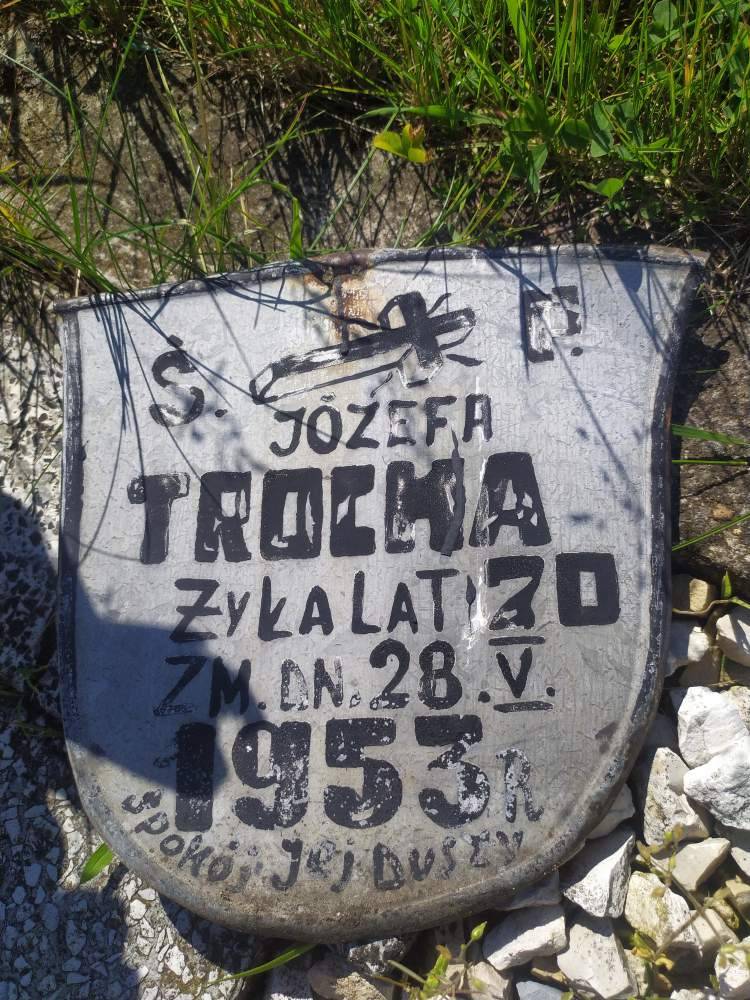 Ś. P.
JÓZEFA
TROCHA
ŻYŁA LAT 70
ZM. DN. 28. V.
1953 R
Spokój Jej Duszy